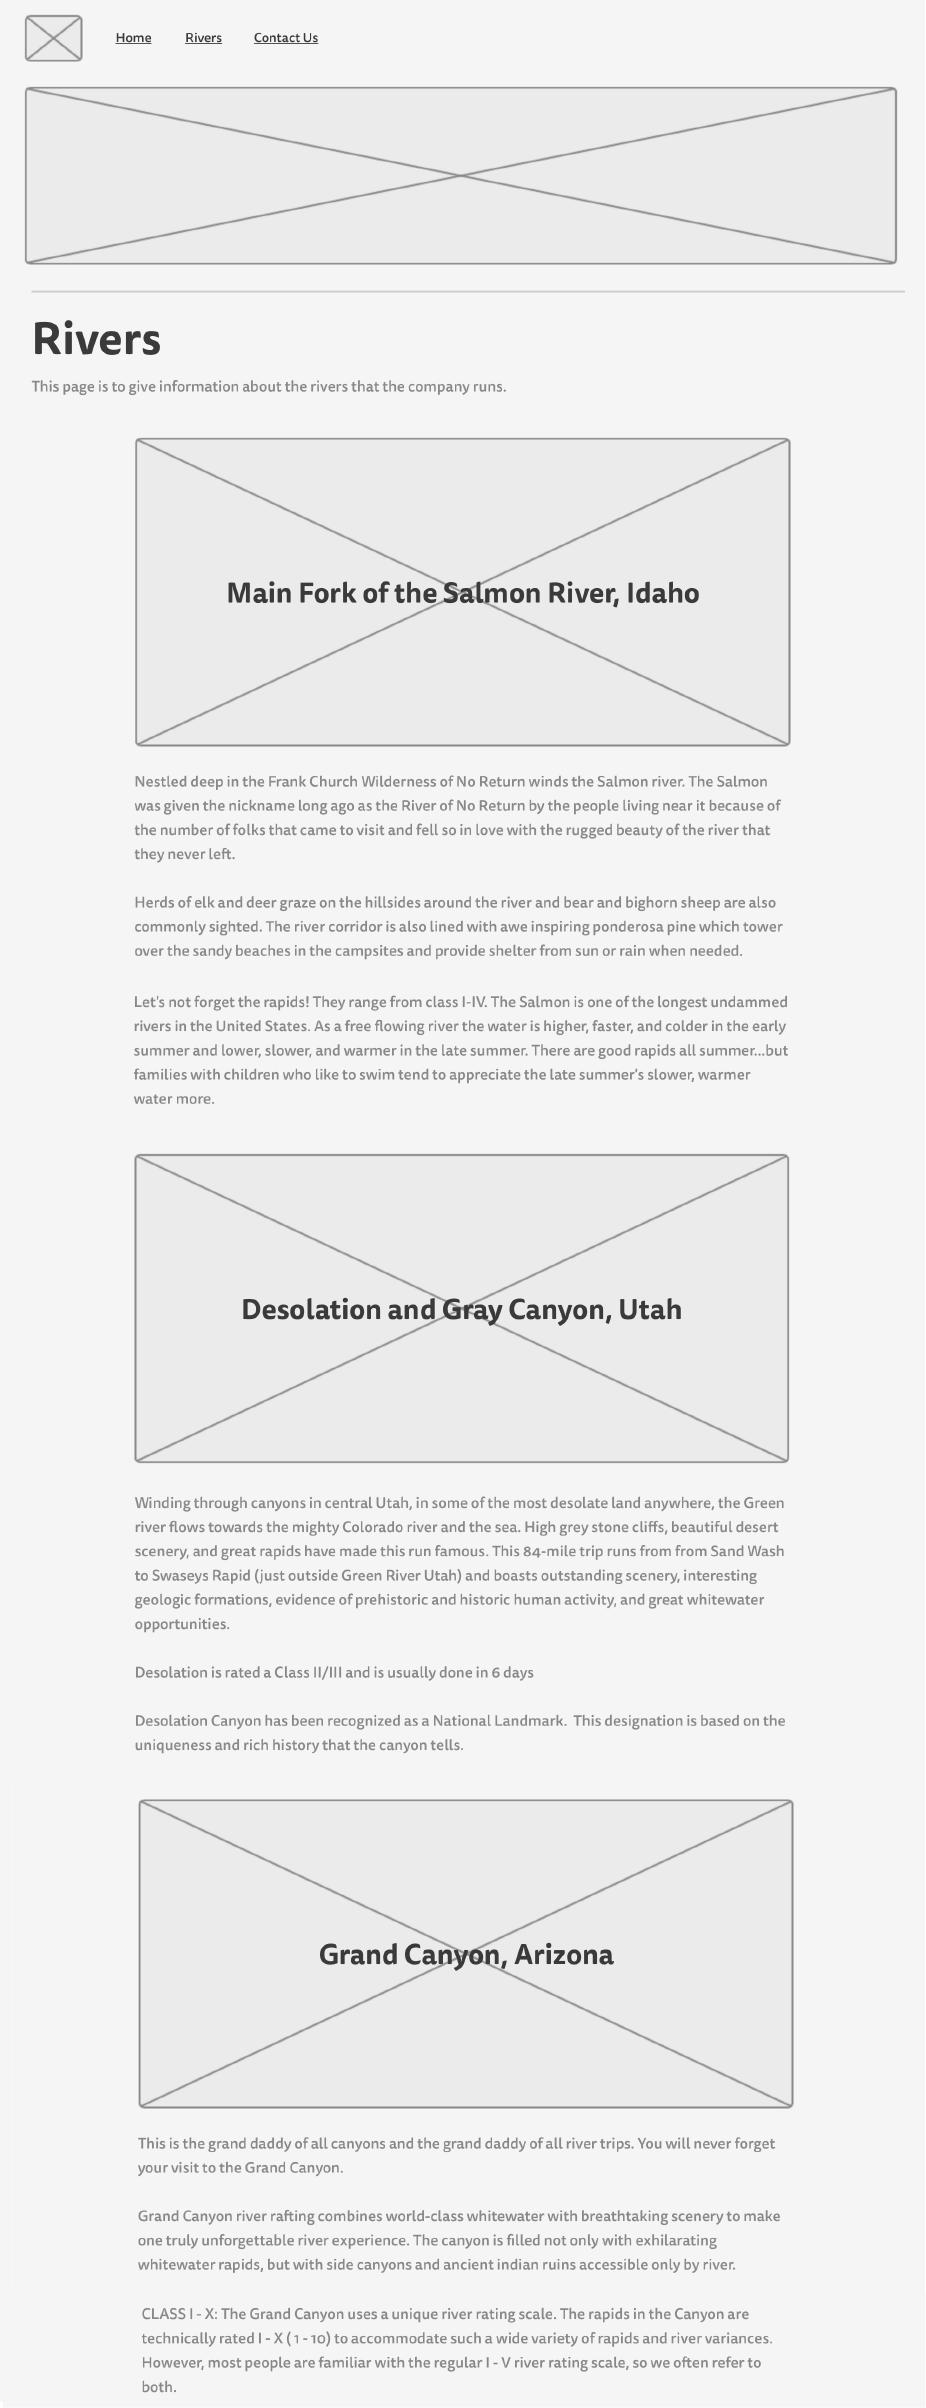 Home Rivers Contact Us
Rivers
This page is to give information about the rivers that the company runs.
Main Fork of the Salmon River, Idaho
Nestled deep in the Frank Church Wilderness of No Return winds the Salmon river. The Salmon
was given the nickname long ago as the River of No Return by the people living near it because of
the number of folks that came to visit and fell so in love with the rugged beauty of the river that
they never left.
Herds of elk and deer graze on the hillsides around the river and bear and bighorn sheep are also
commonly sighted. The river corridor is also lined with awe inspiring ponderosa pine which tower
over the sandy beaches in the campsites and provide shelter from sun or rain when needed.
Let's not forget the rapids! They range from class I-IV. The Salmon is one of the longest undammed
rivers in the United States. As a free flowing river the water is higher, faster, and colder in the early
summer and lower, slower, and warmer in the late summer. There are good rapids all summer...but
families with children who like to swim tend to appreciate the late summer's slower, warmer
water more.
Desolation and Gray Canyon, Utah
Winding through canyons in central Utah, in some of the most desolate land anywhere, the Green
river flows towards the mighty Colorado river and the sea. High grey stone cliffs, beautiful desert
scenery, and great rapids have made this run famous. This 84-mile trip runs from from Sand Wash
to Swaseys Rapid (just outside Green River Utah) and boasts outstanding scenery, interesting
geologic formations, evidence of prehistoric and historic human activity, and great whitewater
opportunities.
Desolation is rated a Class II/III and is usually done in 6 days
Desolation Canyon has been recognized as a National Landmark.  This designation is based on the
uniqueness and rich history that the canyon tells.
Grand Canyon, Arizona
This is the grand daddy of all canyons and the grand daddy of all river trips. You will never forget
your visit to the Grand Canyon.
Grand Canyon river rafting combines world-class whitewater with breathtaking scenery to make
one truly unforgettable river experience. The canyon is filled not only with exhilarating
whitewater rapids, but with side canyons and ancient indian ruins accessible only by river.
CLASS I - X: The Grand Canyon uses a unique river rating scale. The rapids in the Canyon are
technically rated I - X ( 1 - 10) to accommodate such a wide variety of rapids and river variances.
However, most people are familiar with the regular I - V river rating scale, so we often refer to
both.